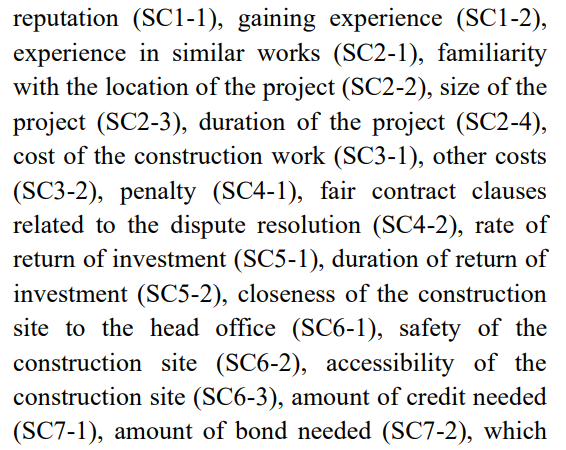 reputation (SC1-1), gaining experience (SC1-2),
experience in similar works (SC2-1), familiarity
with the location of the project (SC2-2), size of the
project (SC2-3), duration of the project (SC2-4),
cost of the construction work (SC3-1), other costs
(SC3-2), penalty (SC4-1), fair contract clauses
related to the dispute resolution (SC4-2), rate of
return of investment (SC5-1), duration of return of
investment (SC5-2), closeness of the construction
site to the head office (SC6-1), safety of the
construction site (SC6-2), accessibility of the
construction site (SC6-3), amount of credit needed
(SC7-1), amount of bond needed (SC7-2), which